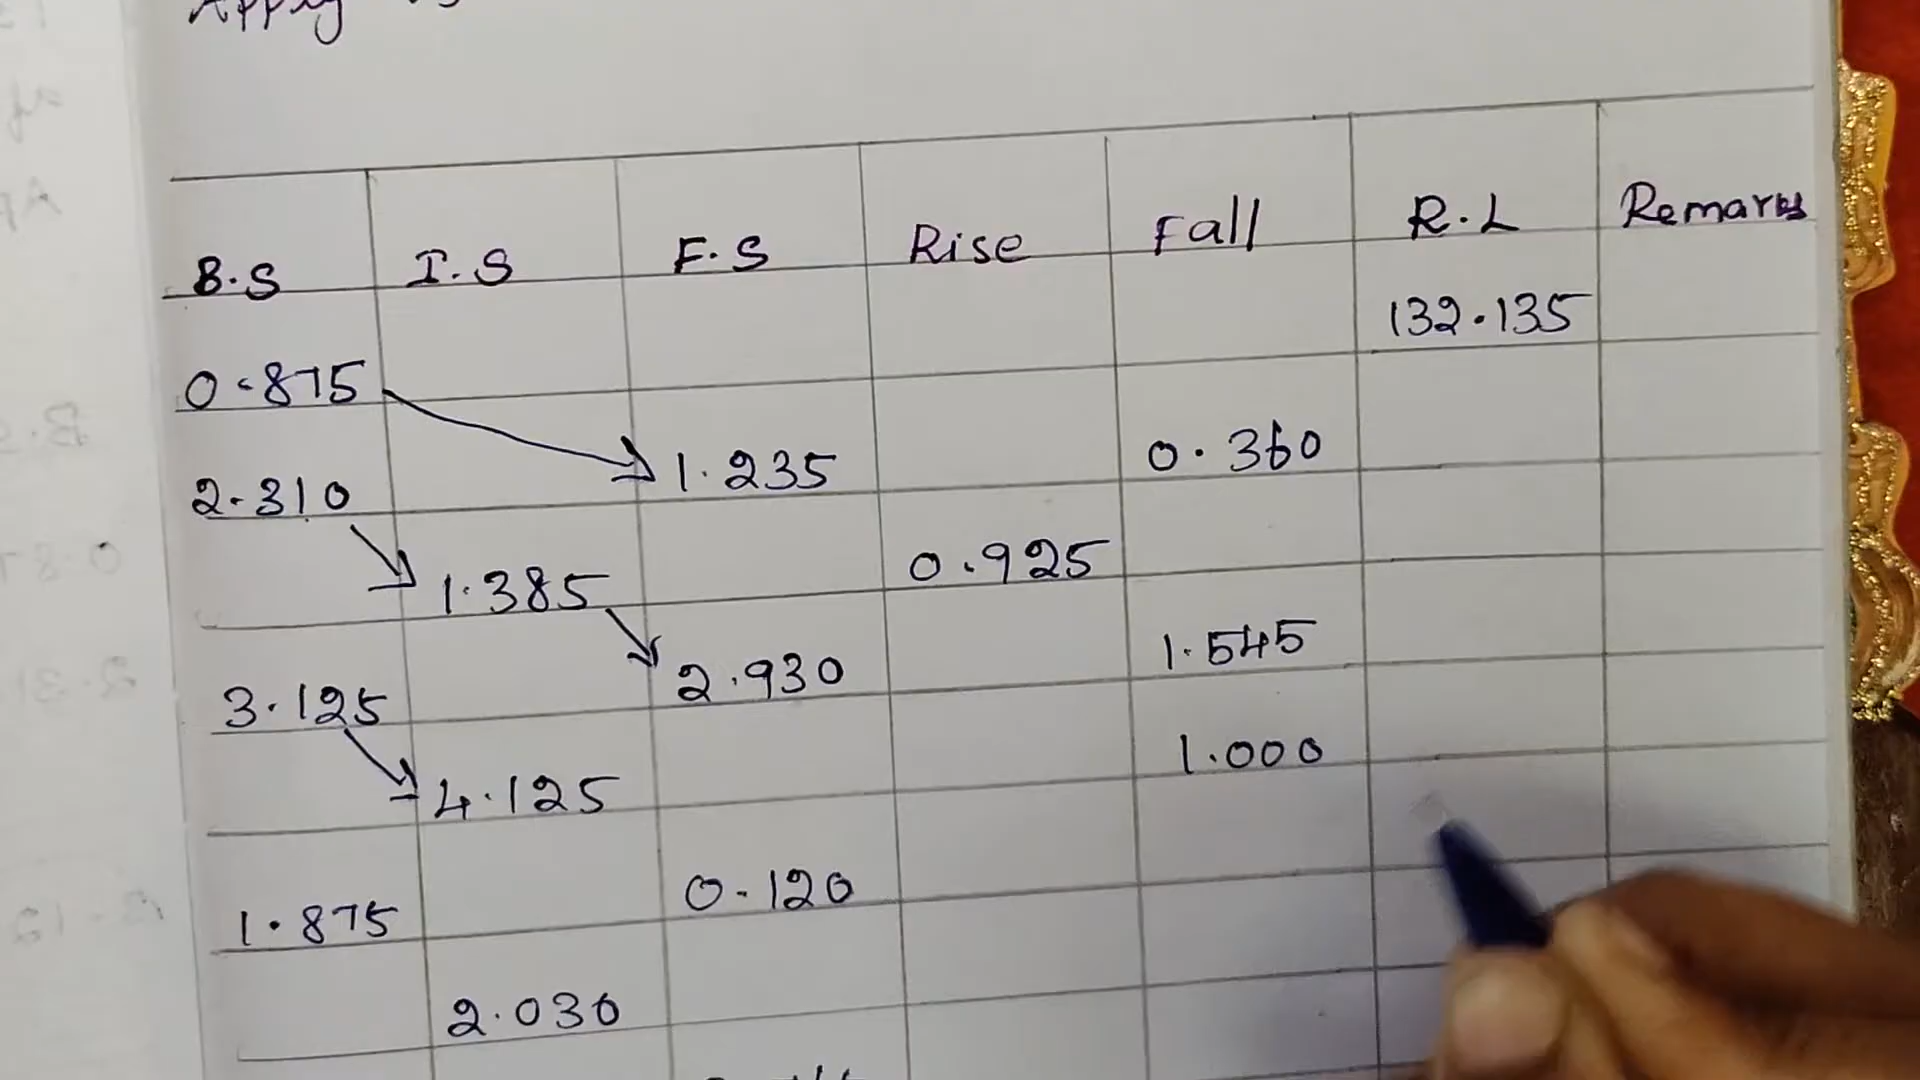 Apply
B.S I.S F.S Rise Fall R.L Remarks
0.875 132.135
2.310 1.235 0.360
1.385 0.925
3.125 2.930 1.545
4.125 1.000
1.875 0.120
2.030